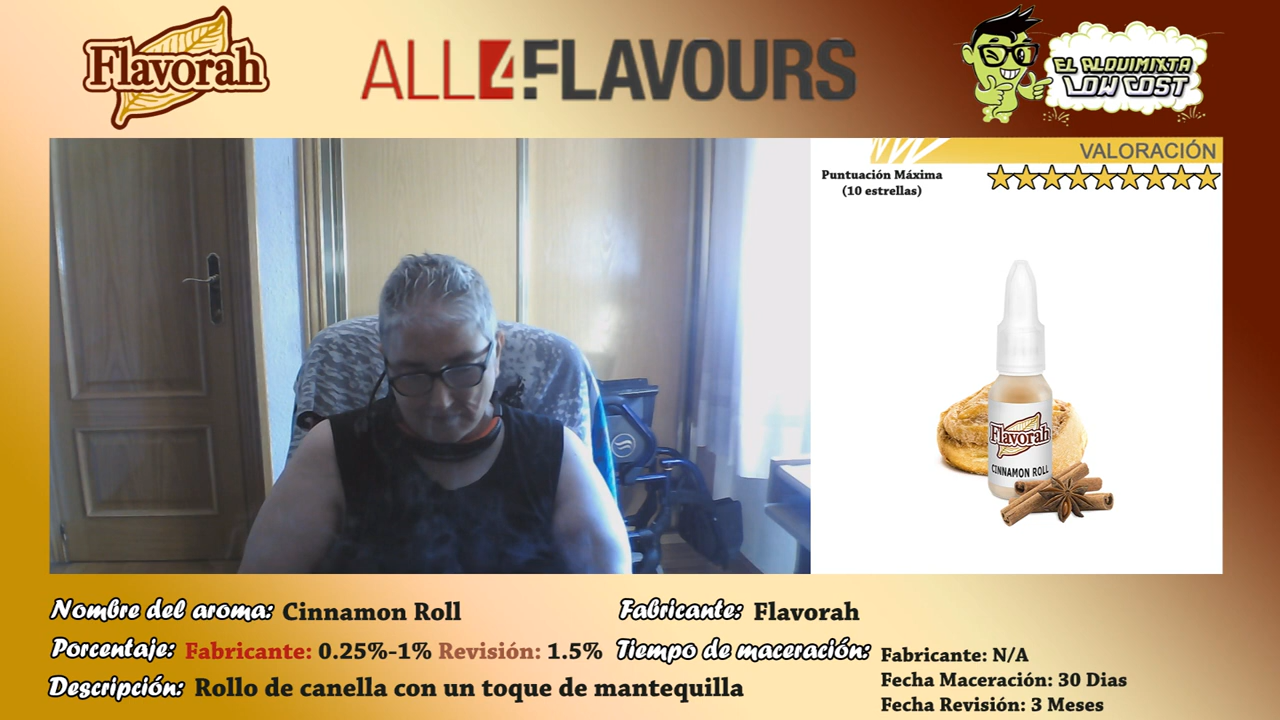 Flavorah
ALL4FLAVOURS
EL ALQUIMIXTA
LOW COST
VALORACIÓN
Puntuación Máxima
(10 estrellas)
Flavorah
CINNAMON ROLL
Nombre del aroma: Cinnamon Roll
Fabricante: Flavorah
Porcentaje: Fabricante: 0.25%-1% Revisión: 1.5%
Tiempo de maceración:
Fabricante: N/A
Fecha Maceración: 30 Dias
Fecha Revisión: 3 Meses
Descripción: Rollo de canella con un toque de mantequilla